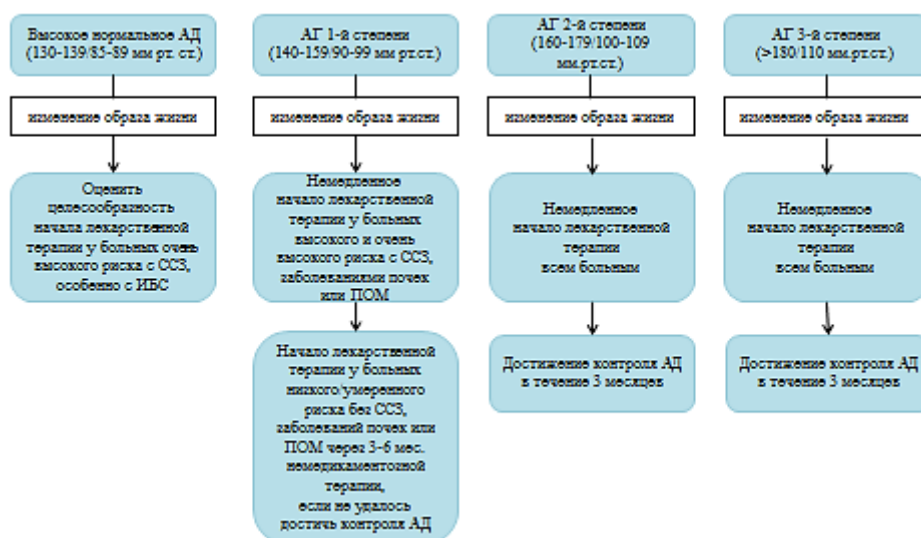 Высокое нормальное АД
(130-139/85-89 мм рт. ст.)
изменение образа жизни
Оценить
целесообразность
начала лекарственной
терапии у больных очень
высокого риска с ССЗ,
особенно с ИБС
АГ 1-й степени
(140-159/90-99 мм рт.ст.)
изменение образа жизни
Немедленное
начало лекарственной
терапии у больных
высокого и очень
высокого риска с ССЗ,
заболеваниями почек
или ПОМ
Начало лекарственной
терапии у больных
низкого/умеренного
риска без ССЗ,
заболеваний почек или
ПОМ через 3-6 мес.
немедикаментозной
терапии,
если не удалось
достичь контроля АД
АГ 2-й степени
(160-179/100-109
мм.рт.ст.)
изменение образа жизни
Немедленное
начало лекарственной
терапии
всем больным
Достижение контроля АД
в течение 3 месяцев
АГ 3-й степени
(>180/110 мм.рт.ст.)
изменение образа жизни
Немедленное
начало лекарственной
терапии
всем больным
Достижение контроля АД
в течение 3 месяцев